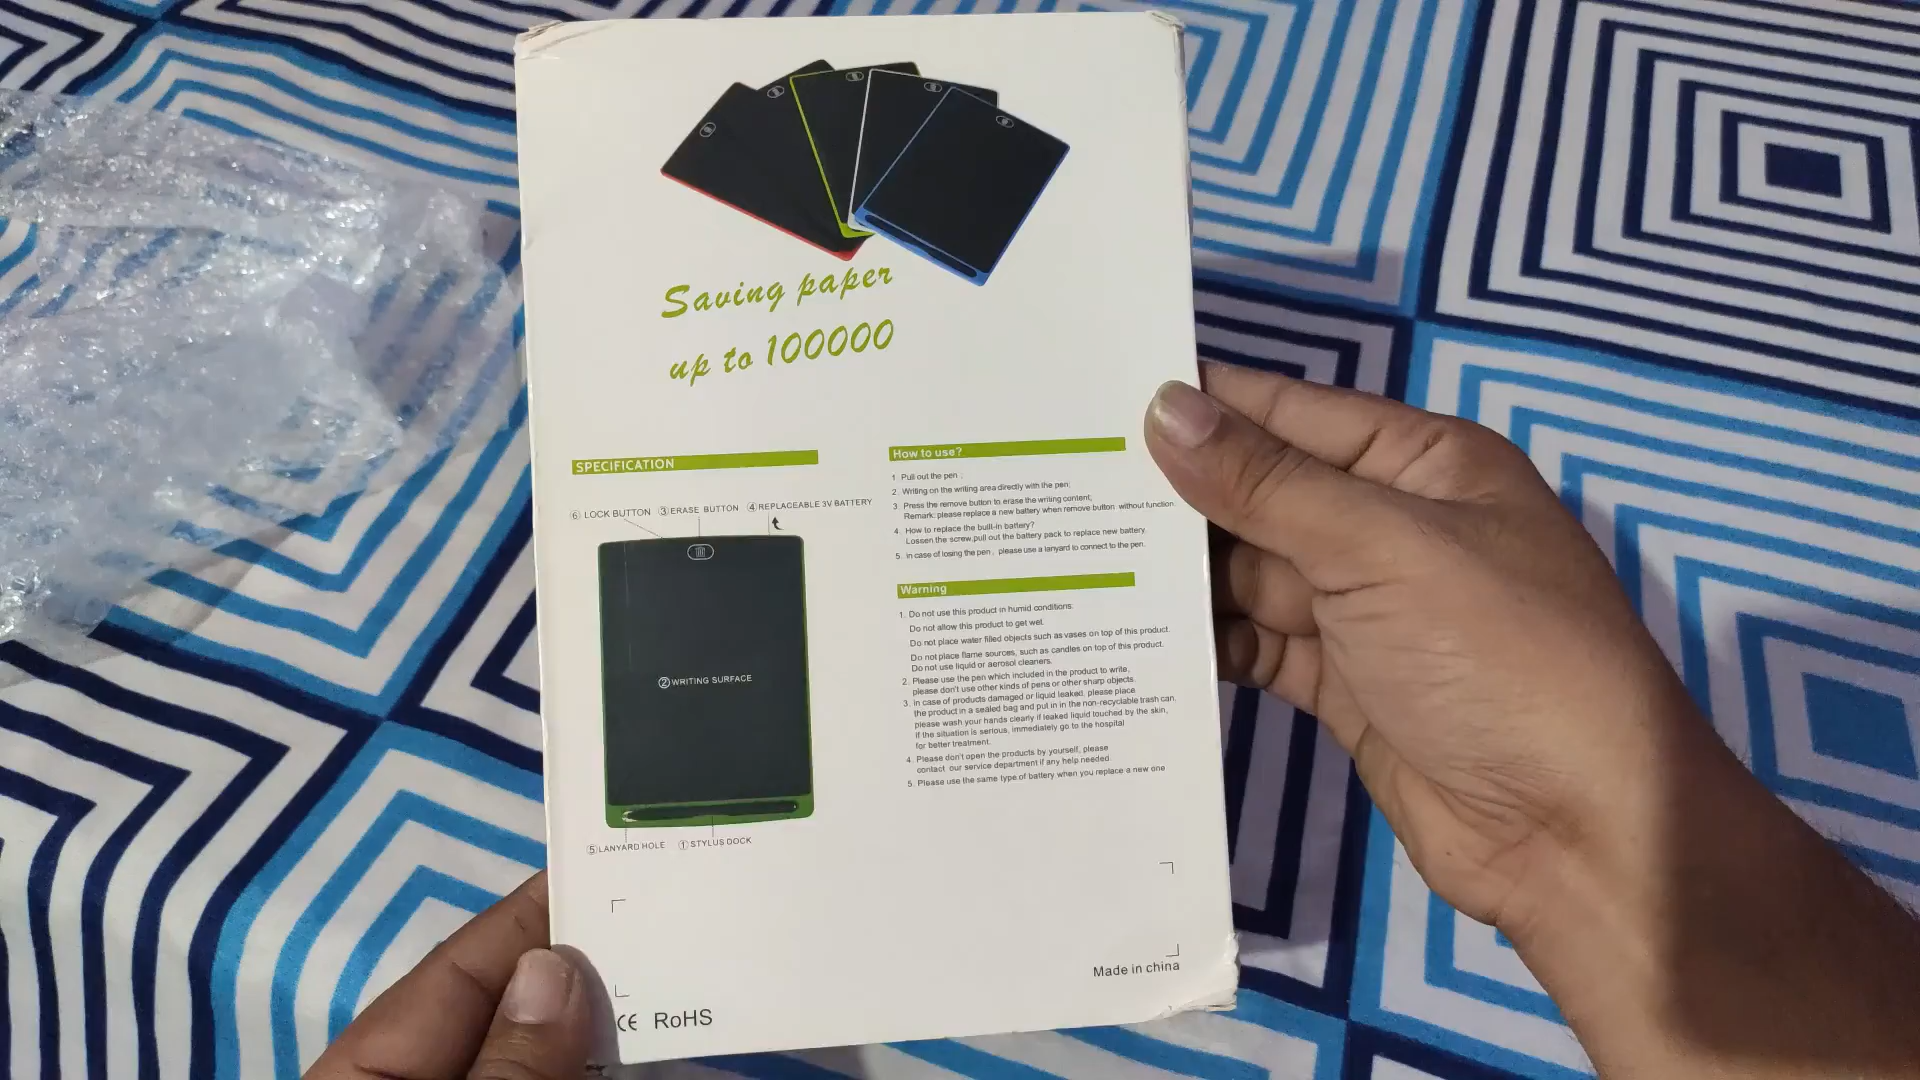 Saving paper
up to 100000
SPECIFICATION
⑥ LOCK BUTTON ③ ERASE BUTTON ④ REPLACEABLE 3V BATTERY
② WRITING SURFACE
⑤ LANYARD HOLE ① STYLUS DOCK
How to use?
1 Pull out the pen ;
2. Writing on the writing area directly with the pen;
3 Press the remove button to erase the writing content;
Remark: please replace a new battery when remove button without function.
4. How to replace the built-in battery?
Lossen the screw,pull out the battery pack to replace new battery.
5. in case of losing the pen , please use a lanyard to connect to the pen.
Warning
1. Do not use this product in humid conditions.
Do not allow this product to get wet.
Do not place water filled objects such as vases on top of this product.
Do not place flame sources, such as candles on top of this product.
Do not use liquid or aerosol cleaners.
2. Please use the pen which included in the product to write,
please don't use other kinds of pens or other sharp objects.
3. in case of products damaged or liquid leaked, please place
the product in a sealed bag and put in in the non-recyclable trash can,
please wash your hands clearly if leaked liquid touched by the skin,
If the situation is serious, immediately go to the hospital
for better treatment.
4. Please don't open the products by yourself, please
contact our service department if any help needed.
5. Please use the same type of battery when you replace a new one
Made in china
CE RoHS